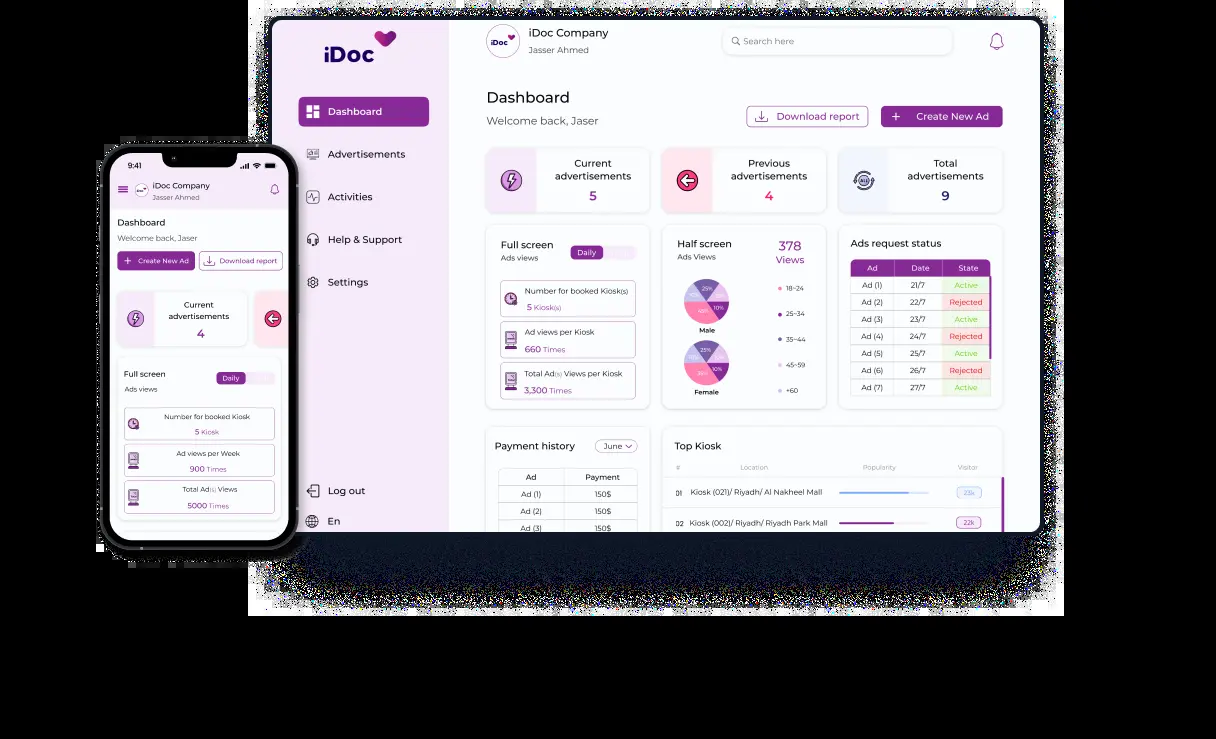 iDoc
Dashboard
Advertisements
Activities
Help & Support
Settings
Log out
En
iDoc
iDoc Company
Jasser Ahmed
Search here
Dashboard
Welcome back, Jaser
Download report
+ Create New Ad
Current advertisements
5
Previous advertisements
4
Total advertisements
9
Full screen
Ads views
Daily
Number for booked Kiosk(s)
5 Kiosk(s)
Ad views per Kiosk
660 Times
Total Ad(s) Views per Kiosk
3,300 Times
Half screen
Ads Views
378
Views
25%
10%
Male
25%
10%
Female
18-24
25-34
35-44
45-59
+60
Ads request status
Ad Date State
Ad (1) 21/7 Active
Ad (2) 22/7 Rejected
Ad (3) 23/7 Active
Ad (4) 24/7 Rejected
Ad (5) 25/7 Active
Ad (6) 26/7 Rejected
Ad (7) 27/7 Active
Payment history
June
Ad Payment
Ad (1) 150$
Ad (2) 150$
Ad (3) 150$
Top Kiosk
# Location Popularity Visitor
01 Kiosk (021)/ Riyadh/ Al Nakheel Mall 23k
02 Kiosk (002)/ Riyadh/ Riyadh Park Mall 22k
9:41
iDoc Company
Jasser Ahmed
Dashboard
Welcome back, Jaser
+ Create New Ad
Download report
Current
advertisements
4
Full screen
Ads views
Daily
Number for booked Kiosk
5 Kiosk
Ad views per Week
900 Times
Total Ad(s) Views
5000 Times